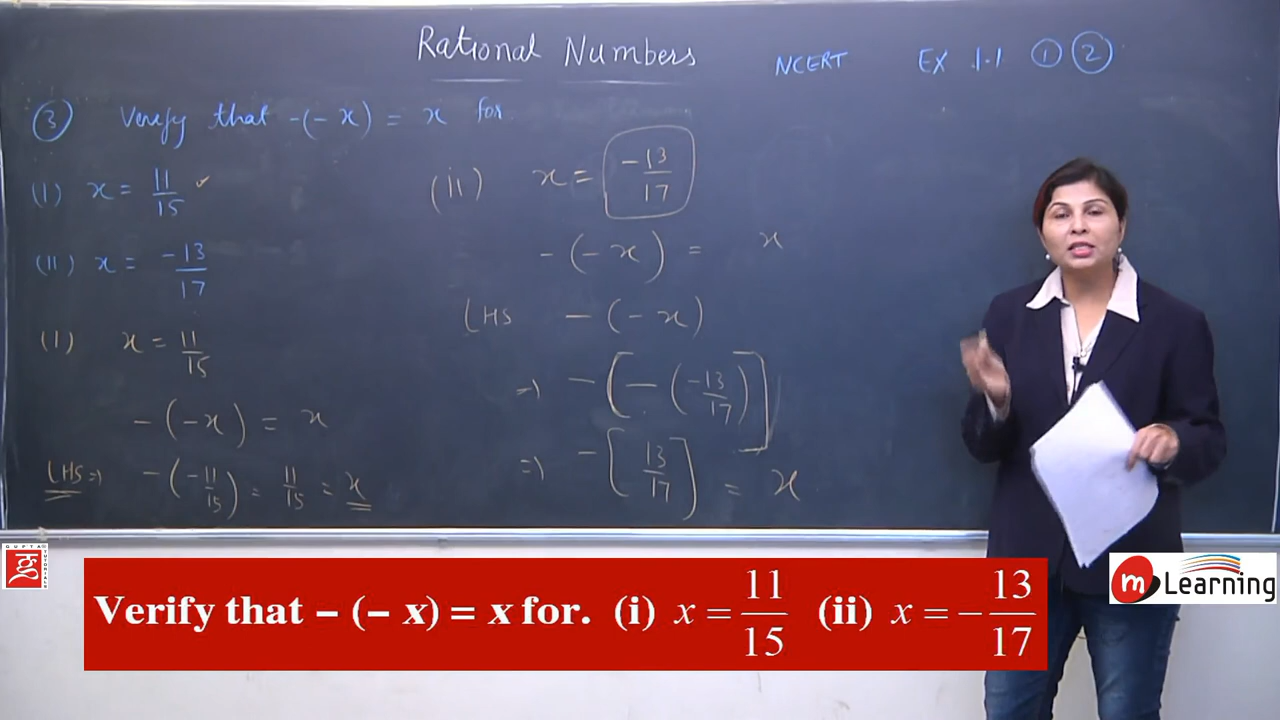 Rational Numbers
NCERT EX 1.1 ① ②
③ Verify that -(-x) = x for.
(i) x = 11/15 ✓
(ii) x = -13/17
(i) x = 11/15
-(-x) = x
LHS ⇒ -(-11/15) = 11/15 = x
(ii) x = -13/17
-(-x) = x
LHS -(-x)
⇒ -[-(-13/17)]
⇒ -[13/17] = x
GUPTA TUTORIALS
Verify that – (– x) = x for. (i) x = 11/15 (ii) x = – 13/17
m Learning